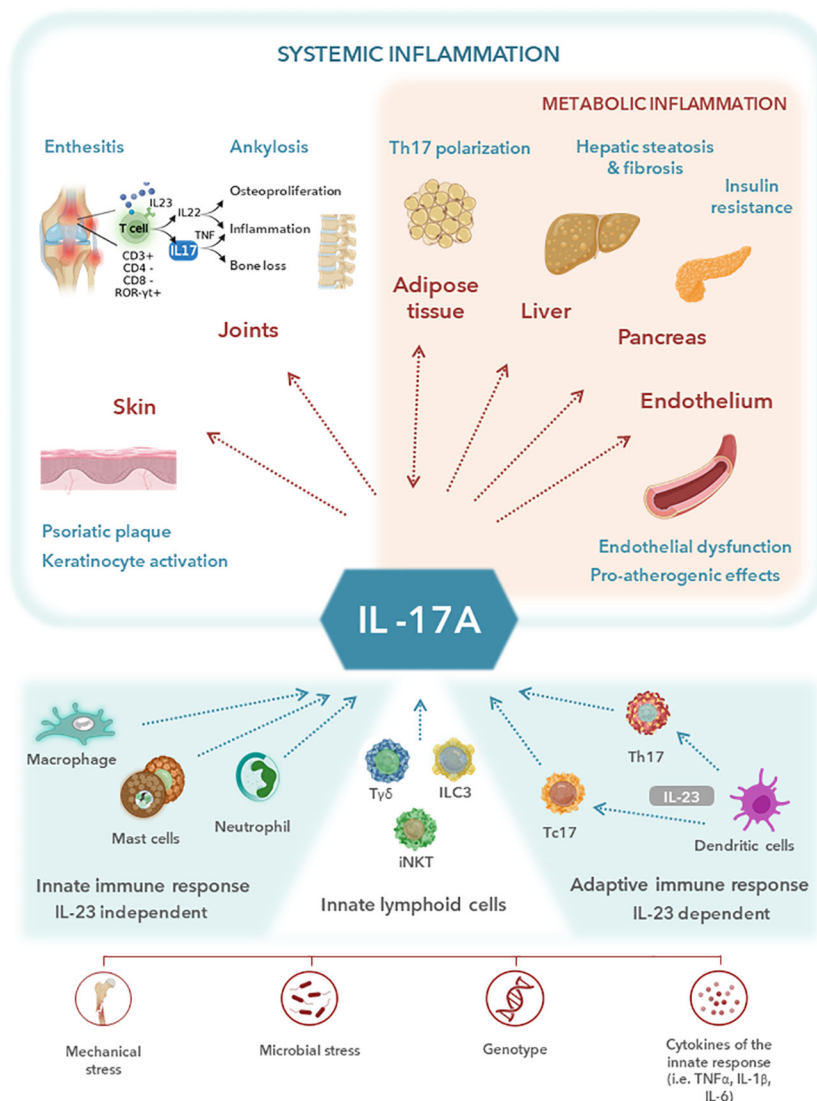 SYSTEMIC INFLAMMATION
METABOLIC INFLAMMATION
Enthesitis
Ankylosis
IL23
T cell
CD3+
CD4 -
CD8 -
ROR-γt+
IL22
IL17
TNF
Osteoproliferation
Inflammation
Bone loss
Joints
Skin
Psoriatic plaque
Keratinocyte activation
Th17 polarization
Adipose
tissue
Hepatic steatosis
& fibrosis
Liver
Insulin
resistance
Pancreas
Endothelium
Endothelial dysfunction
Pro-atherogenic effects
IL -17A
Macrophage
Mast cells
Neutrophil
Innate immune response
IL-23 independent
Tγδ
ILC3
iNKT
Innate lymphoid cells
Th17
Tc17
IL-23
Dendritic cells
Adaptive immune response
IL-23 dependent
Mechanical
stress
Microbial stress
Genotype
Cytokines of the
innate response
(i.e. TNFα, IL-1β,
IL-6)